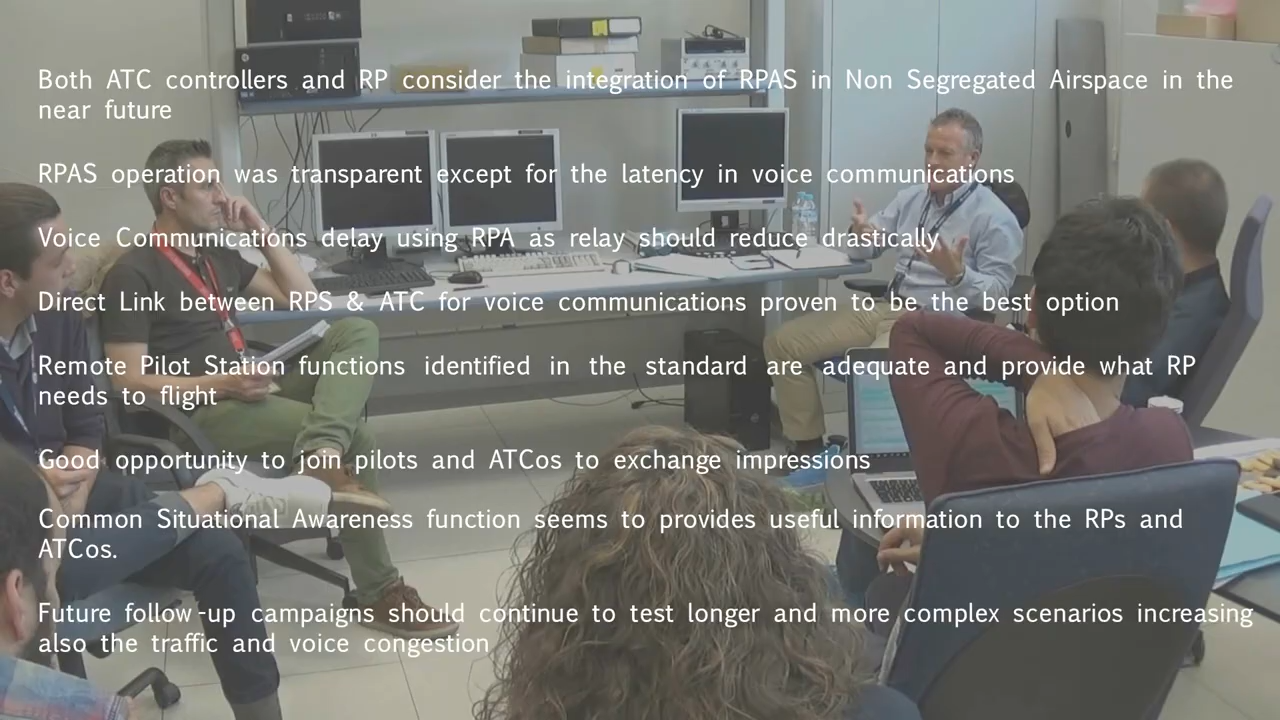 Both ATC controllers and RP consider the integration of RPAS in Non Segregated Airspace in the
near future
RPAS operation was transparent except for the latency in voice communications
Voice Communications delay using RPA as relay should reduce drastically
Direct Link between RPS & ATC for voice communications proven to be the best option
Remote Pilot Station functions identified in the standard are adequate and provide what RP
needs to flight
Good opportunity to join pilots and ATCos to exchange impressions
Common Situational Awareness function seems to provides useful information to the RPs and
ATCos.
Future follow-up campaigns should continue to test longer and more complex scenarios increasing
also the traffic and voice congestion